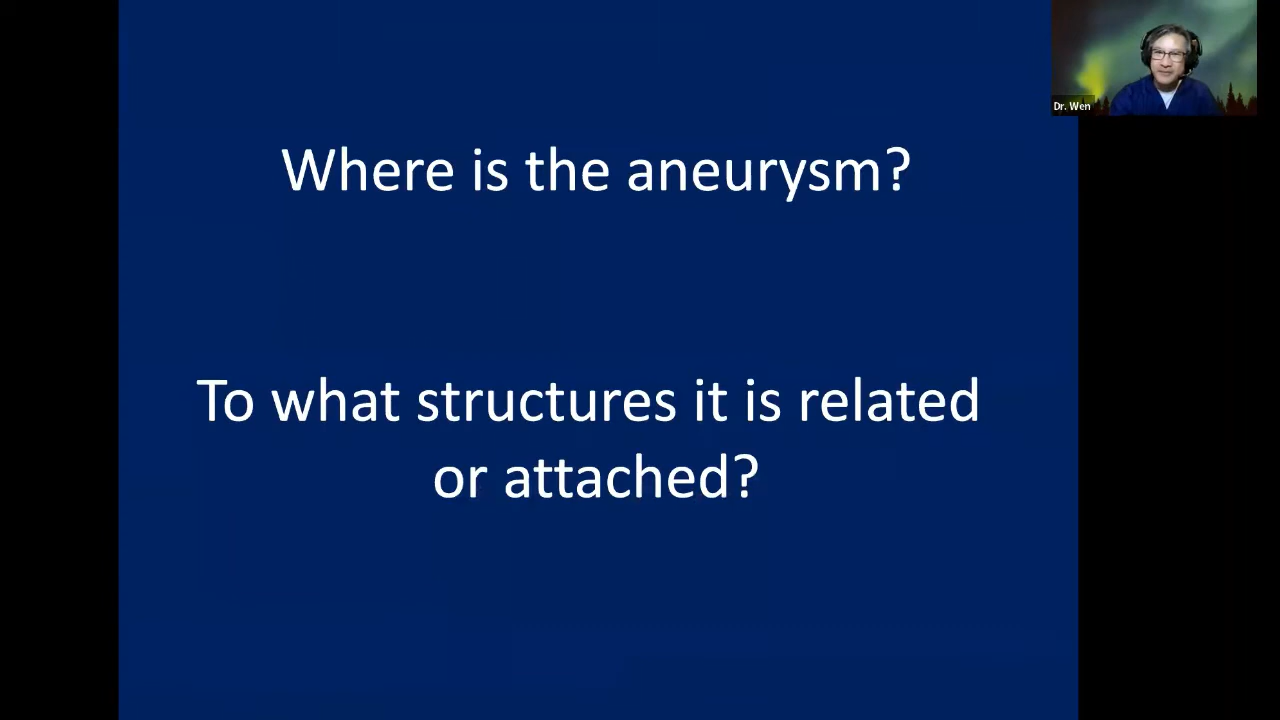 Dr. Wen
Where is the aneurysm?
To what structures it is related
or attached?